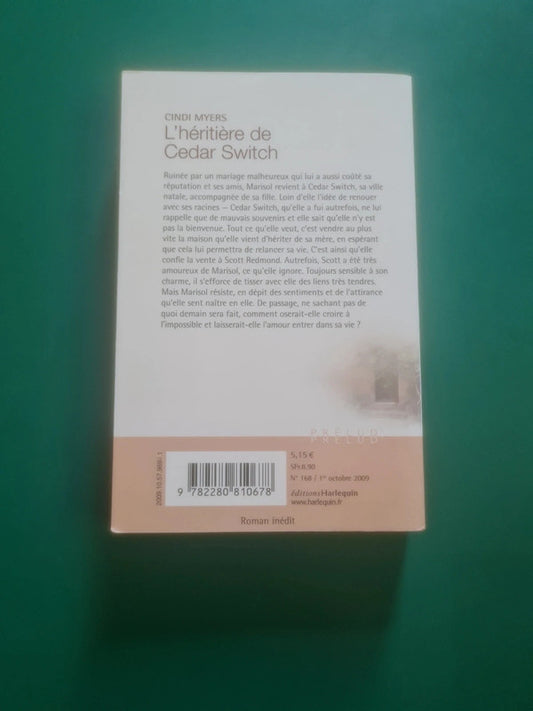 CINDI MYERS
L'héritière de
Cedar Switch
Ruinée par un mariage malheureux qui lui a aussi coûté sa
réputation et ses amis, Marisol revient à Cedar Switch, sa ville
natale, accompagnée de sa fille. Loin d'elle l'idée de renouer
avec ses racines — Cedar Switch, qu'elle a fui autrefois, ne lui
rappelle que de mauvais souvenirs et elle sait qu'elle n'y est
pas la bienvenue. Tout ce qu'elle veut, c'est vendre au plus
vite la maison qu'elle vient d'hériter de sa mère, en espérant
que cela lui permettra de relancer sa vie. C'est ainsi qu'elle
confie la vente à Scott Redmond. Autrefois, Scott a été très
amoureux de Marisol, ce qu'elle ignore. Toujours sensible à son
charme, il s'efforce de tisser avec elle des liens très tendres.
Mais Marisol résiste, en dépit des sentiments et de l'attirance
qu'elle sent naître en elle. De passage, ne sachant pas de
quoi demain sera fait, comment oserait-elle croire à
l'impossible et laisserait-elle l'amour entrer dans sa vie ?
PRÉLUD'
PRELUD'
2009.10.57.9689.1
9 782280 810678
5,15 €
SFr.8.90
N° 168 / 1er octobre 2009
éditions Harlequin
www.harlequin.fr
Roman inédit